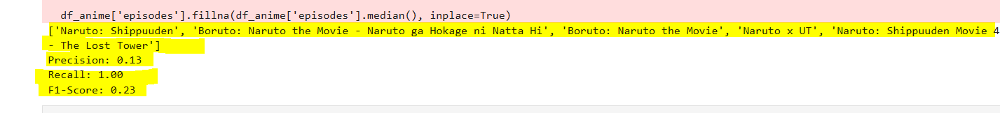 df_anime['episodes'].fillna(df_anime['episodes'].median(), inplace=True)
['Naruto: Shippuuden', 'Boruto: Naruto the Movie - Naruto ga Hokage ni Natta Hi', 'Boruto: Naruto the Movie', 'Naruto x UT', 'Naruto: Shippuuden Movie 4
- The Lost Tower']
Precision: 0.13
Recall: 1.00
F1-Score: 0.23